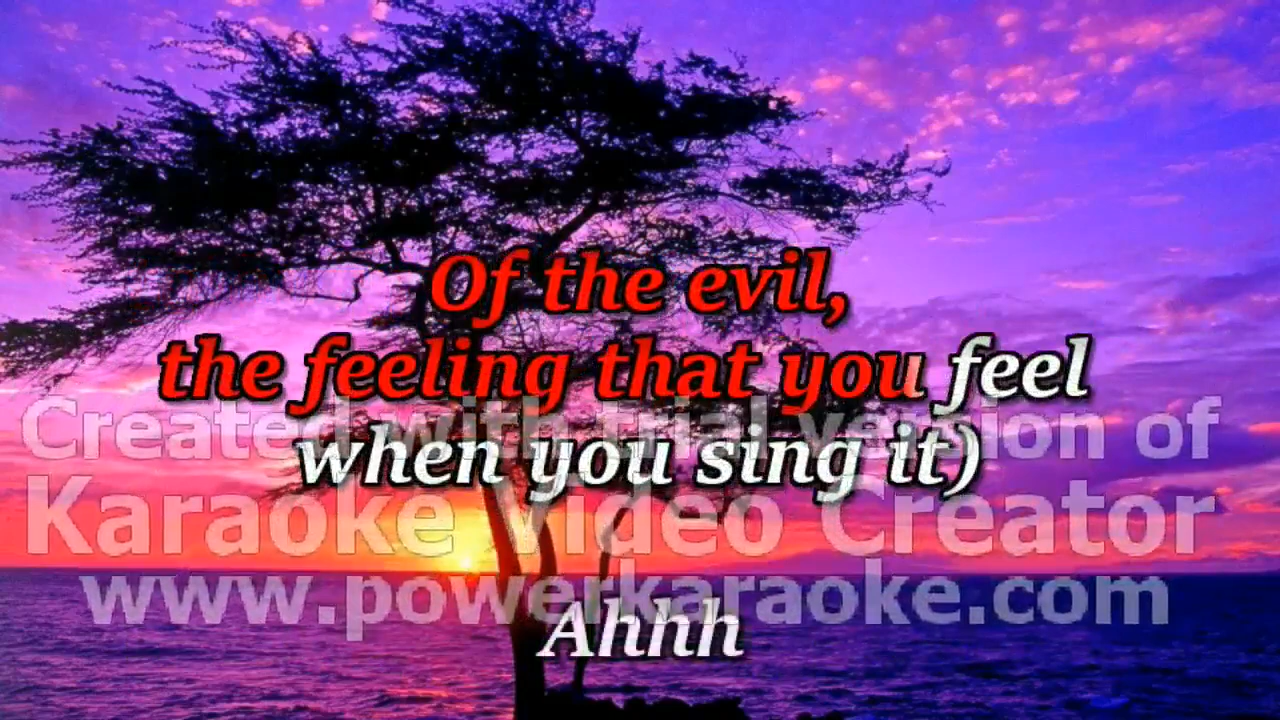 Of the evil,
the feeling that you feel
Created with trial version of
when you sing it)
Karaoke Video Creator
www.powerkaraoke.com
Ahhh